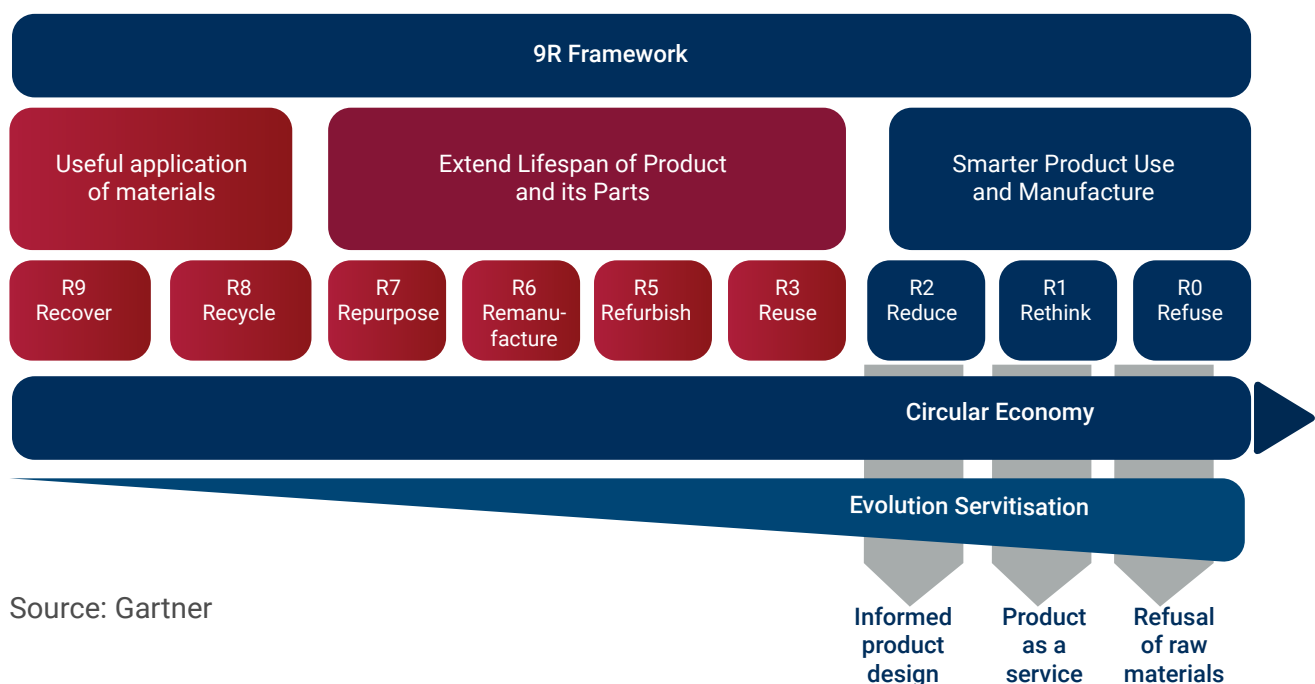 9R Framework
Useful application
of materials
Extend Lifespan of Product
and its Parts
Smarter Product Use
and Manufacture
R9
Recover
R8
Recycle
R7
Repurpose
R6
Remanu-
facture
R5
Refurbish
R3
Reuse
R2
Reduce
R1
Rethink
R0
Refuse
Circular Economy
Evolution Servitisation
Source: Gartner
Informed
product
design
Product
as a
service
Refusal
of raw
materials